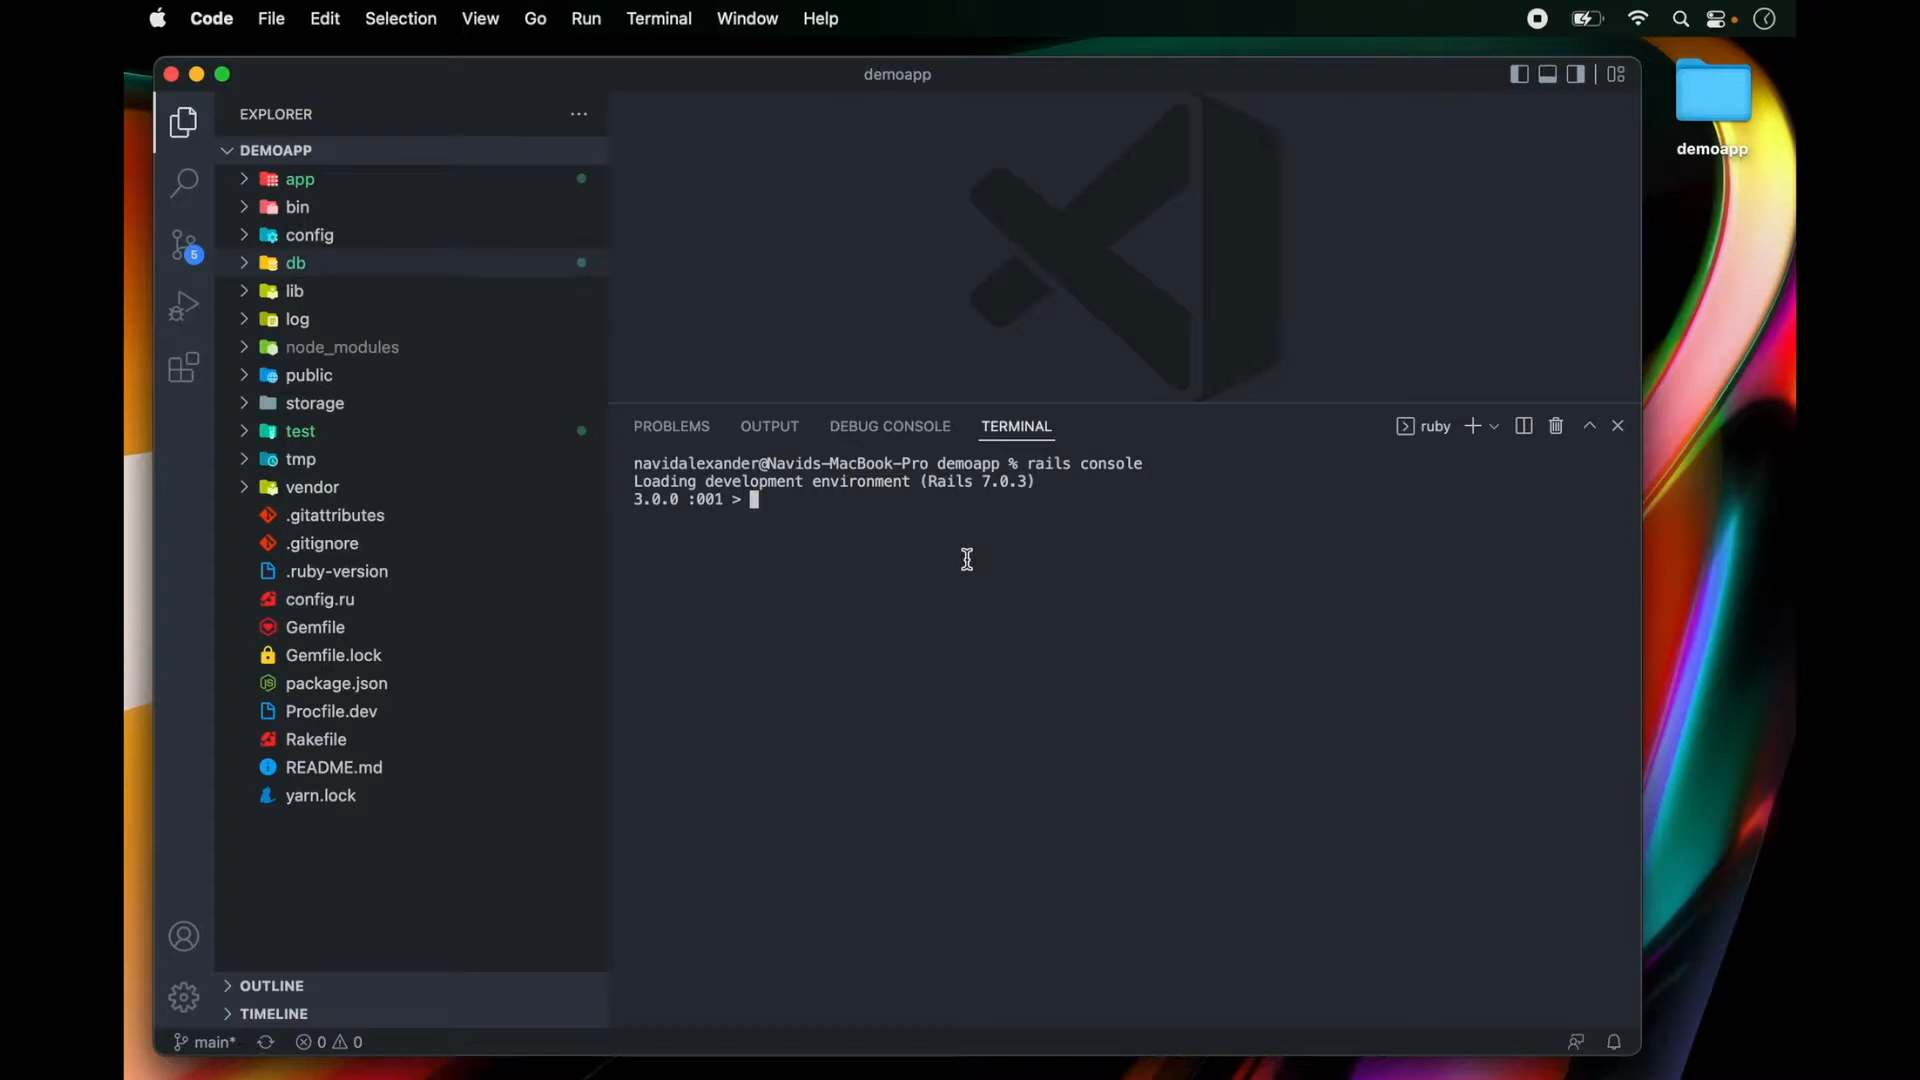 Code File Edit Selection View Go Run Terminal Window Help
demoapp
demoapp
EXPLORER
DEMOAPP
app
bin
config
db
lib
log
node_modules
public
storage
test
tmp
vendor
.gitattributes
.gitignore
.ruby-version
config.ru
Gemfile
Gemfile.lock
package.json
Procfile.dev
Rakefile
README.md
yarn.lock
OUTLINE
TIMELINE
5
PROBLEMS OUTPUT DEBUG CONSOLE TERMINAL
ruby
navidalexander@Navids-MacBook-Pro demoapp % rails console
Loading development environment (Rails 7.0.3)
3.0.0 :001 >
main* 0 0